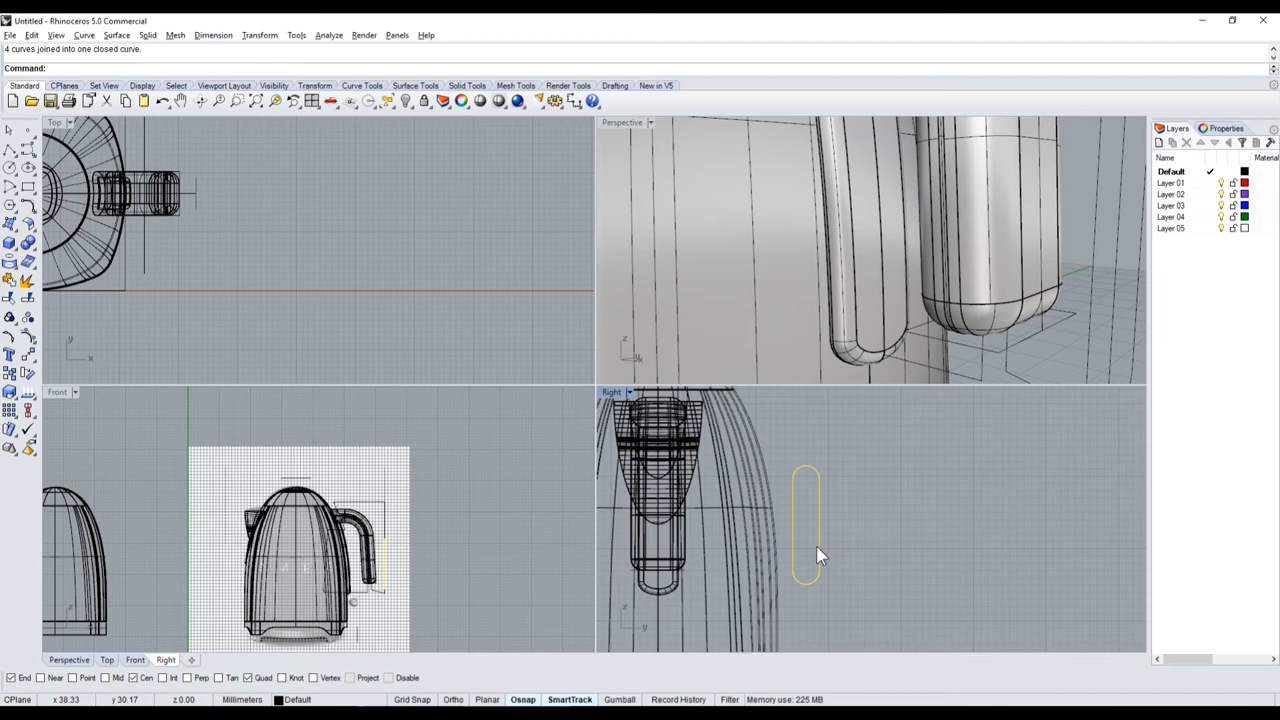 Untitled - Rhinoceros 5.0 Commercial
File Edit View Curve Surface Solid Mesh Dimension Transform Tools Analyze Render Panels Help
4 curves joined into one closed curve.
Command:
Standard CPlanes Set View Display Select Viewport Layout Visibility Transform Curve Tools Surface Tools Solid Tools Mesh Tools Render Tools Drafting New in V5
Top
Perspective
Layers Properties
Name Material
Default
Layer 01
Layer 02
Layer 03
Layer 04
Layer 05
y
x
z
Front
Right
z
z
y
Perspective Top Front Right
End Near Point Mid Cen Int Perp Tan Quad Knot Vertex Project Disable
CPlane x 38.33 y 30.17 z 0.00 Millimeters Default Grid Snap Ortho Planar Osnap SmartTrack Gumball Record History Filter Memory use: 225 MB